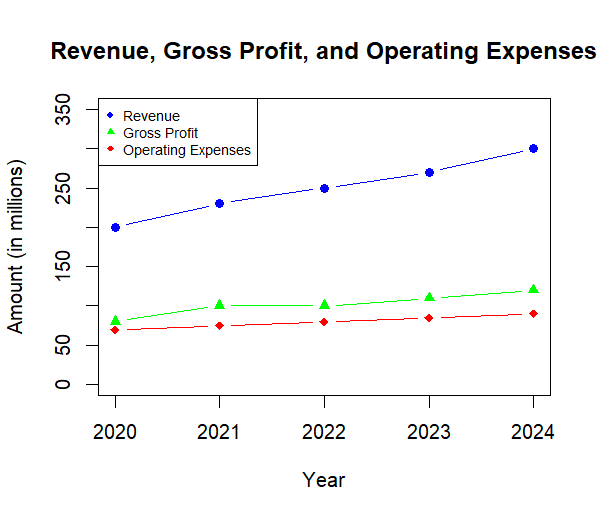 Revenue, Gross Profit, and Operating Expenses
Revenue
Gross Profit
Operating Expenses
Amount (in millions)
350
250
150
50
0
2020 2021 2022 2023 2024
Year